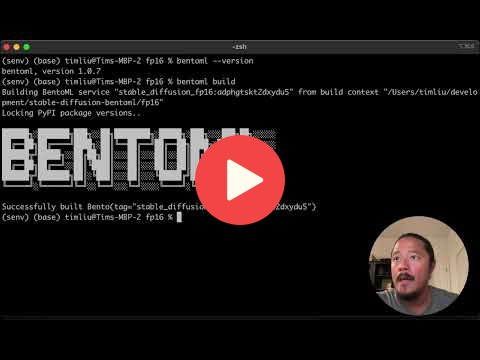 -zsh
(senv) (base) timliu@Tims-MBP-2 fp16 % bentoml --version
bentoml, version 1.0.7
(senv) (base) timliu@Tims-MBP-2 fp16 % bentoml build
Building BentoML service "stable_diffusion_fp16:adphgtskt2dxydu5" from build context "/Users/timliu/devel
pment/stable-diffusion-bentoml/fp16"
Locking PyPI package versions..
BENTOML
Successfully built Bento(tag="stable_diffusion 2dxydu5")
(senv) (base) timliu@Tims-MBP-2 fp16 %